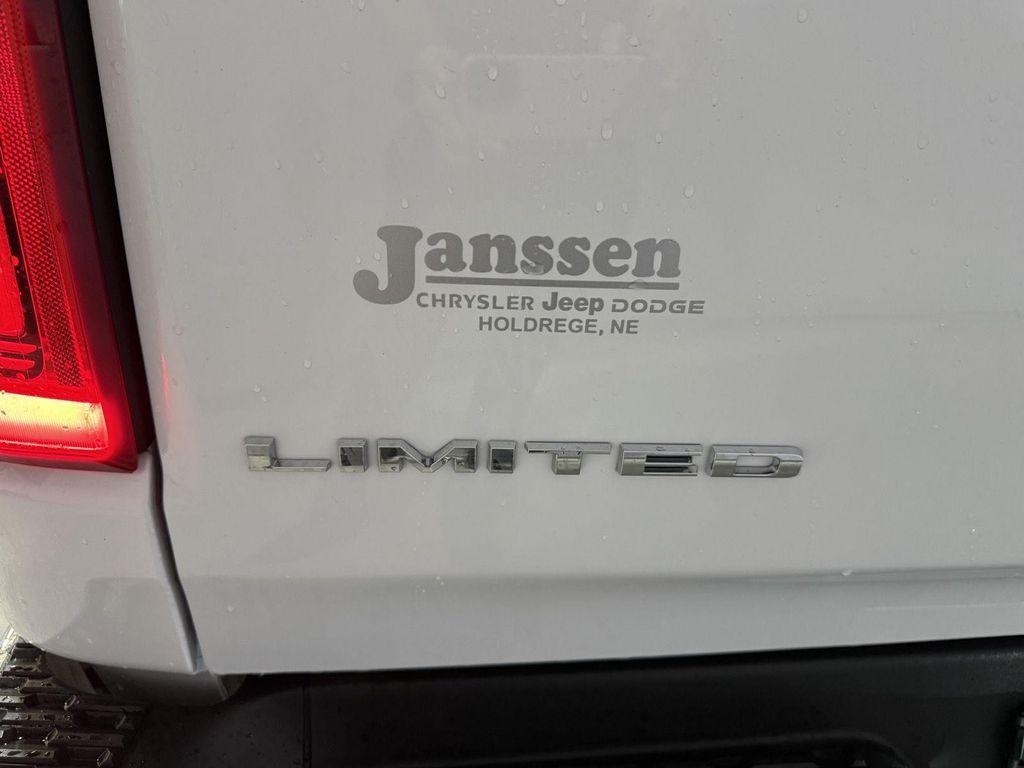 Janssen
CHRYSLER Jeep DODGE
HOLDREGE, NE
LIMITED